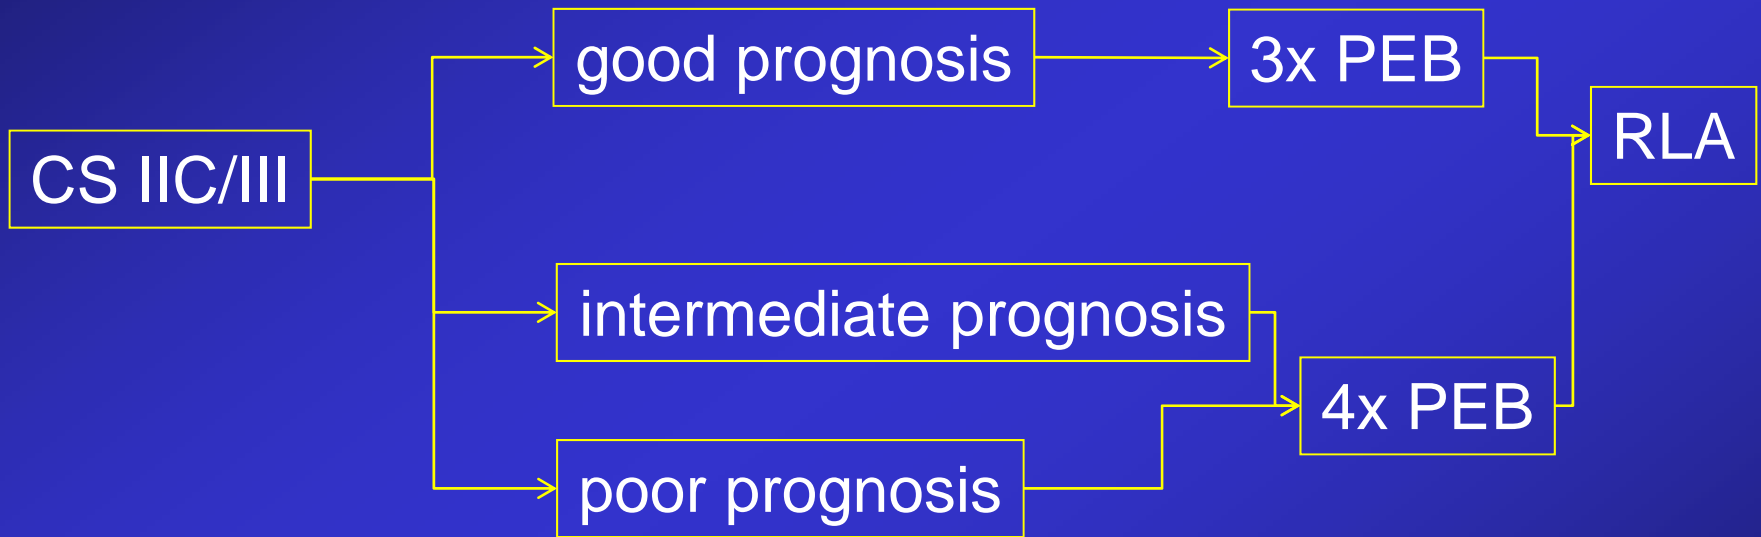 good prognosis
3x PEB
RLA
CS IIC/III
intermediate prognosis
4x PEB
poor prognosis